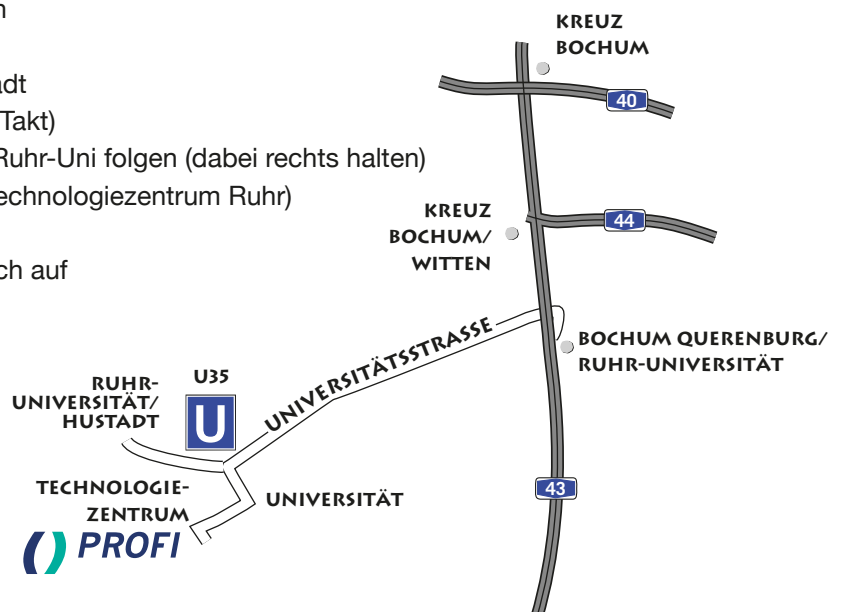 n
adt
Takt)
Ruhr-Uni folgen (dabei rechts halten)
echnologiezentrum Ruhr)
ch auf
KREUZ
BOCHUM
40
KREUZ
BOCHUM/
WITTEN
44
UNIVERSITÄTSSTRASSE
BOCHUM QUERENBURG/
RUHR-UNIVERSITÄT
RUHR-
UNIVERSITÄT/
HUSTADT
U35
U
TECHNOLOGIE-
ZENTRUM
UNIVERSITÄT
43
PROFI